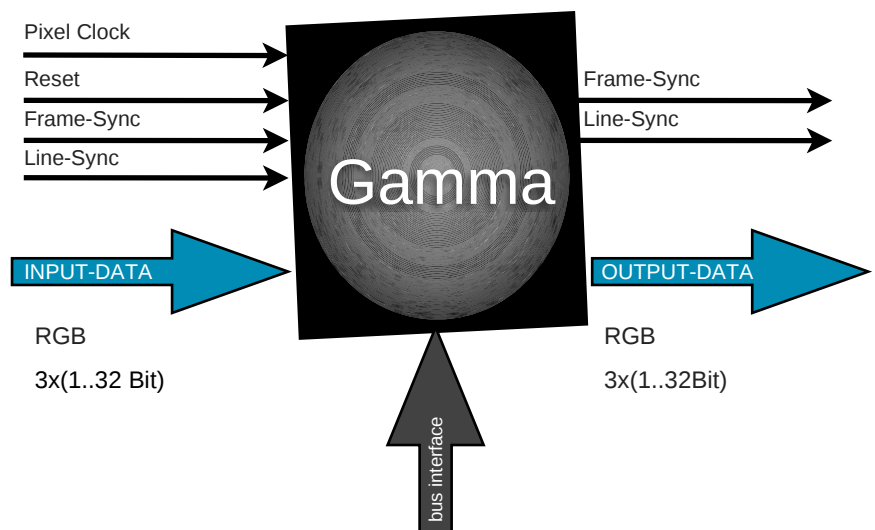 Pixel Clock
Reset
Frame-Sync
Line-Sync
Gamma
Frame-Sync
Line-Sync
INPUT-DATA
OUTPUT-DATA
RGB
3x(1..32 Bit)
RGB
3x(1..32Bit)
bus interface